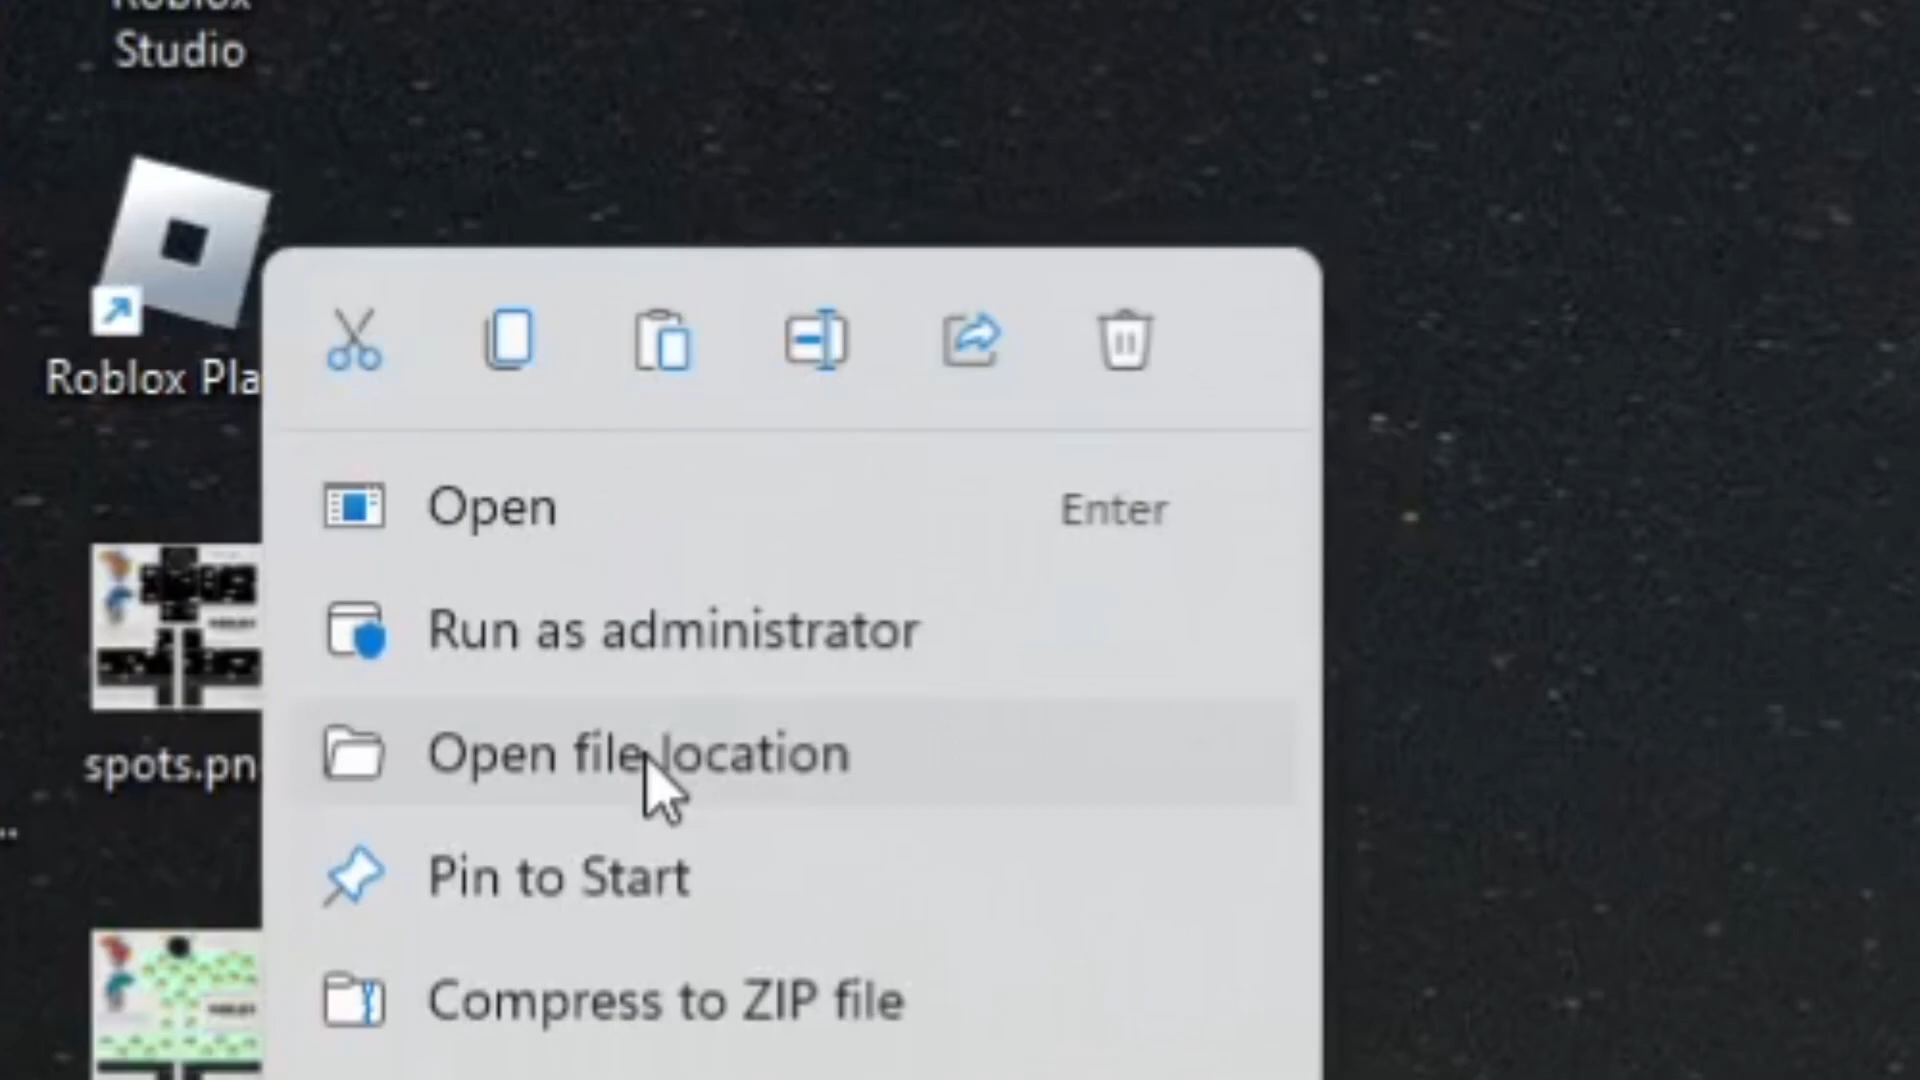 Roblox
Studio
Roblox Pla
Open Enter
Run as administrator
spots.pn
Open file location
Pin to Start
Compress to ZIP file